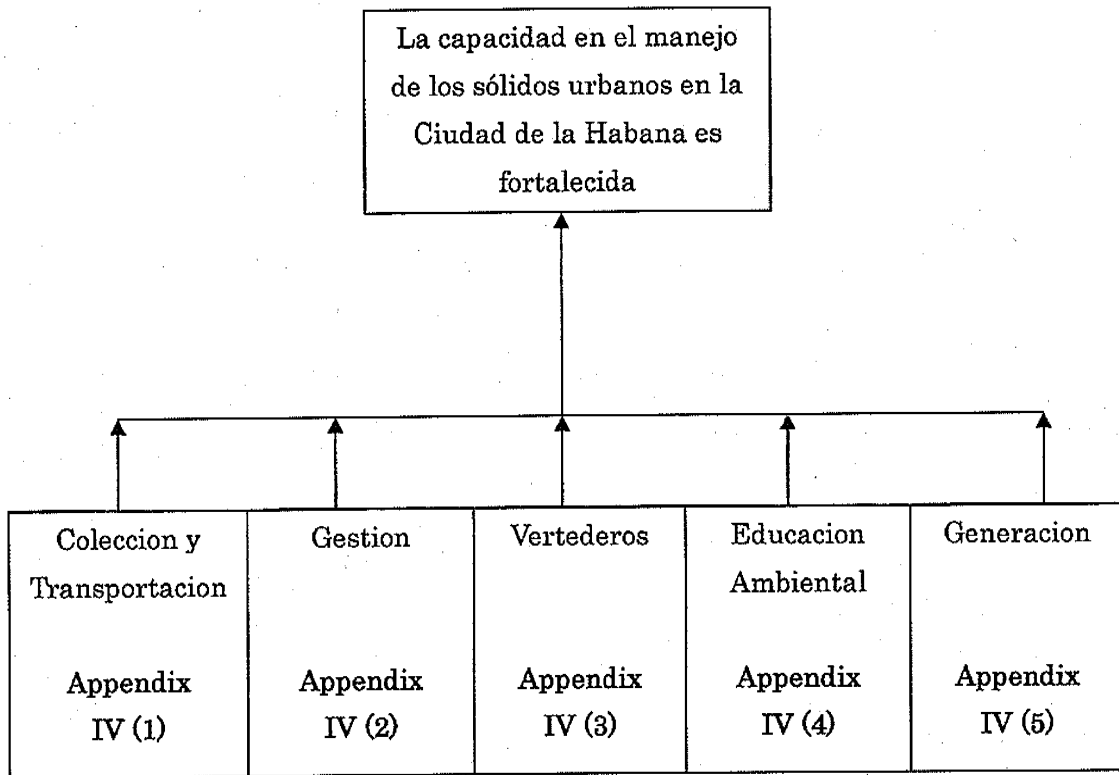 La capacidad en el manejo
de los sólidos urbanos en la
Ciudad de la Habana es
fortalecida
Coleccion y
Transportacion
Appendix
IV (1)
Gestion
Appendix
IV (2)
Vertederos
Appendix
IV (3)
Educacion
Ambiental
Appendix
IV (4)
Generacion
Appendix
IV (5)